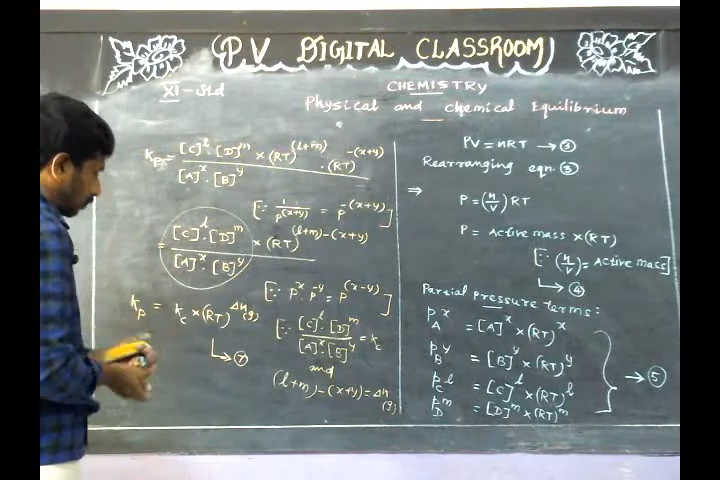 (P.V DIGITAL CLASSROOM)
XI-Std
CHEMISTRY
Physical and chemical Equilibrium
Kp = [C]^l . [D]^m / [A]^x . [B]^y × (RT)^(l+m) . (RT)^-(x+y)
[∵ 1/p^(x+y) = p^-(x+y)]
= [C]^l . [D]^m / [A]^x . [B]^y × (RT)^(l+m)-(x+y)
[∵ p^x . p^-y = p^(x-y)]
Kp = Kc × (RT)^Δn(g)
→ ⑦
[∵ [C]^l . [D]^m / [A]^x . [B]^y = Kc
and
(l+m)-(x+y) = Δn(g)
PV = nRT → ③
Rearranging eqn. ③
⇒ P = (n/V) RT
P = Active mass × (RT)
[∵ (n/V) = Active mass]
→ ④
Partial Pressure terms:
p_A^x = [A]^x × (RT)^x
p_B^y = [B]^y × (RT)^y
p_C^l = [C]^l × (RT)^l
p_D^m = [D]^m × (RT)^m
→ ⑤